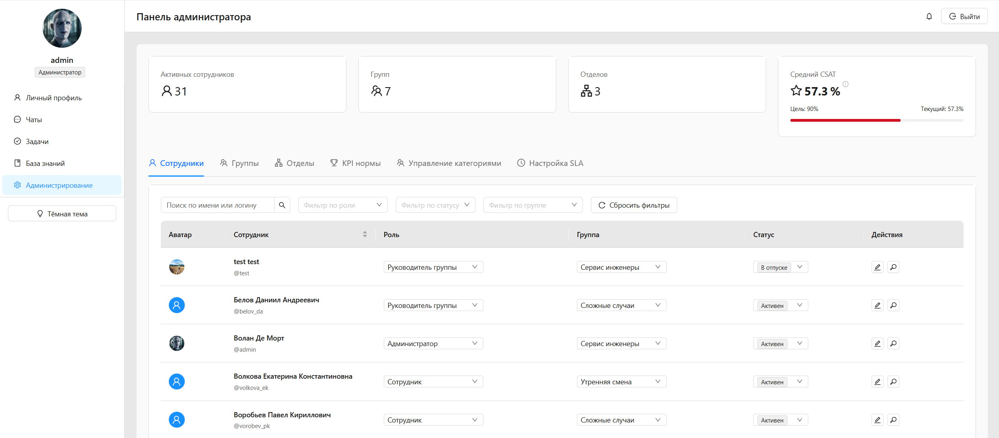 admin
Администратор
Личный профиль
Чаты
Задачи
База знаний
Администрирование
Тёмная тема
Панель администратора
Выйти
Активных сотрудников
31
Групп
7
Отделов
3
Средний CSAT
57.3 %
Цель: 90%
Текущий: 57.3%
Сотрудники
Группы
Отделы
KPI нормы
Управление категориями
Настройка SLA
Поиск по имени или логину
Фильтр по роли
Фильтр по статусу
Фильтр по группе
Сбросить фильтры
Аватар
Сотрудник
Роль
Группа
Статус
Действия
test test
@test
Руководитель группы
Сервис инженеры
В отпуске
Белов Даниил Андреевич
@belov_da
Руководитель группы
Сложные случаи
Активен
Волан Де Морт
@admin
Администратор
Сервис инженеры
Активен
Волкова Екатерина Константиновна
@volkova_ek
Сотрудник
Утренняя смена
Активен
Воробьев Павел Кириллович
@vorobev_pk
Сотрудник
Сложные случаи
Активен